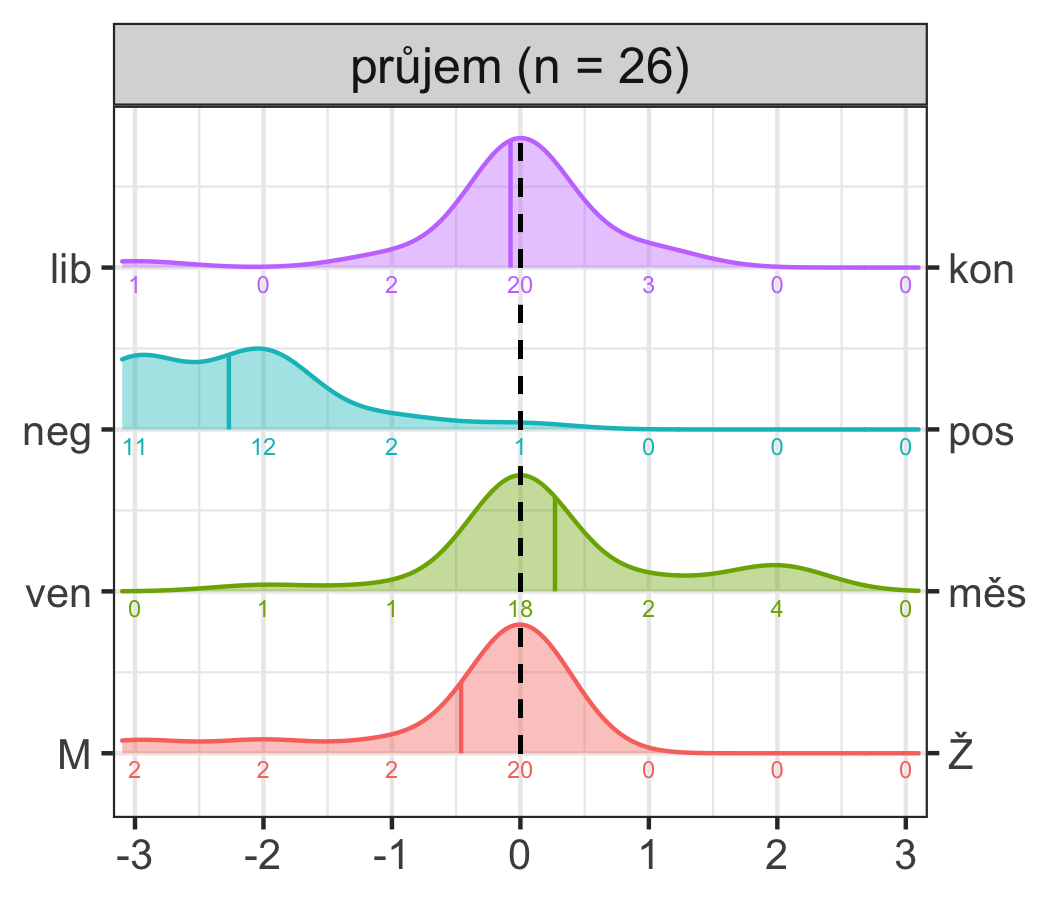 průjem (n = 26)
lib kon
1 0 2 20 3 0 0
neg pos
11 12 2 1 0 0 0
ven měs
0 1 1 18 2 4 0
M Ž
2 2 2 20 0 0 0
-3 -2 -1 0 1 2 3